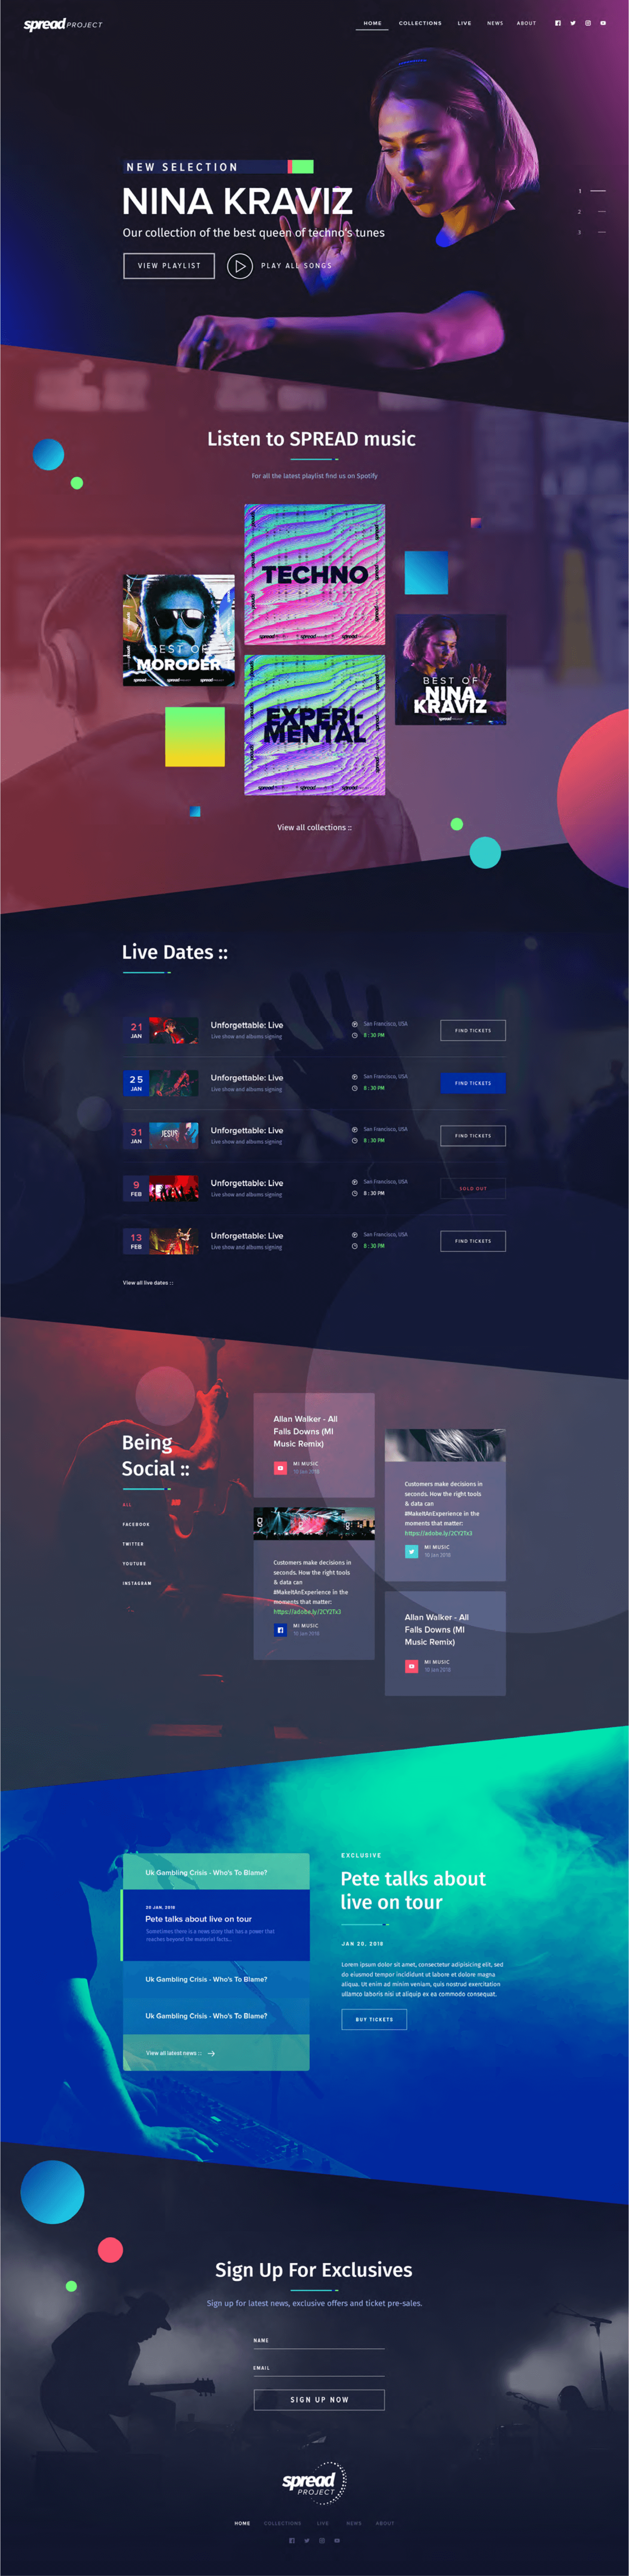 spread PROJECT
HOME COLLECTIONS LIVE NEWS ABOUT
NEW SELECTION
NINA KRAVIZ
Our collection of the best queen of techno's tunes
VIEW PLAYLIST
PLAY ALL SONGS
1
2
3
Listen to SPREAD music
For all the latest playlist find us on Spotify
TECHNO
spread spread spread
BEST OF
MORODER
spread spread spread
BEST OF
NINA
KRAVIZ
spread
EXPERI-
MENTAL
spread spread spread
View all collections ::
Live Dates ::
21
JAN
Unforgettable: Live
Live show and albums signing
San Francisco, USA
8 : 30 PM
FIND TICKETS
25
JAN
Unforgettable: Live
Live show and albums signing
San Francisco, USA
8 : 30 PM
FIND TICKETS
31
JAN
JESUS
Unforgettable: Live
Live show and albums signing
San Francisco, USA
8 : 30 PM
FIND TICKETS
9
FEB
Unforgettable: Live
Live show and albums signing
San Francisco, USA
8 : 30 PM
SOLD OUT
13
FEB
Unforgettable: Live
Live show and albums signing
San Francisco, USA
8 : 30 PM
FIND TICKETS
View all live dates ::
Being
Social ::
ALL
FACEBOOK
TWITTER
YOUTUBE
INSTAGRAM
Allan Walker - All
Falls Downs (MI
Music Remix)
MI MUSIC
10 Jan 2018
Customers make decisions in
seconds. How the right tools
& data can
#MakeItAnExperience in the
moments that matter:
https://adobe.ly/2CY2Tx3
MI MUSIC
10 Jan 2018
Customers make decisions in
seconds. How the right tools
& data can
#MakeItAnExperience in the
moments that matter:
https://adobe.ly/2CY2Tx3
MI MUSIC
10 Jan 2018
Allan Walker - All
Falls Downs (MI
Music Remix)
MI MUSIC
10 Jan 2018
Uk Gambling Crisis - Who's To Blame?
20 JAN, 2018
Pete talks about live on tour
Sometimes there is a news story that has a power that
reaches beyond the material facts...
Uk Gambling Crisis - Who's To Blame?
Uk Gambling Crisis - Who's To Blame?
View all latest news ::
EXCLUSIVE
Pete talks about
live on tour
JAN 20, 2018
Lorem ipsum dolor sit amet, consectetur adipisicing elit, sed
do eiusmod tempor incididunt ut labore et dolore magna
aliqua. Ut enim ad minim veniam, quis nostrud exercitation
ullamco laboris nisi ut aliquip ex ea commodo consequat.
BUY TICKETS
Sign Up For Exclusives
Sign up for latest news, exclusive offers and ticket pre-sales.
NAME
EMAIL
SIGN UP NOW
spread
PROJECT
HOME COLLECTIONS LIVE NEWS ABOUT